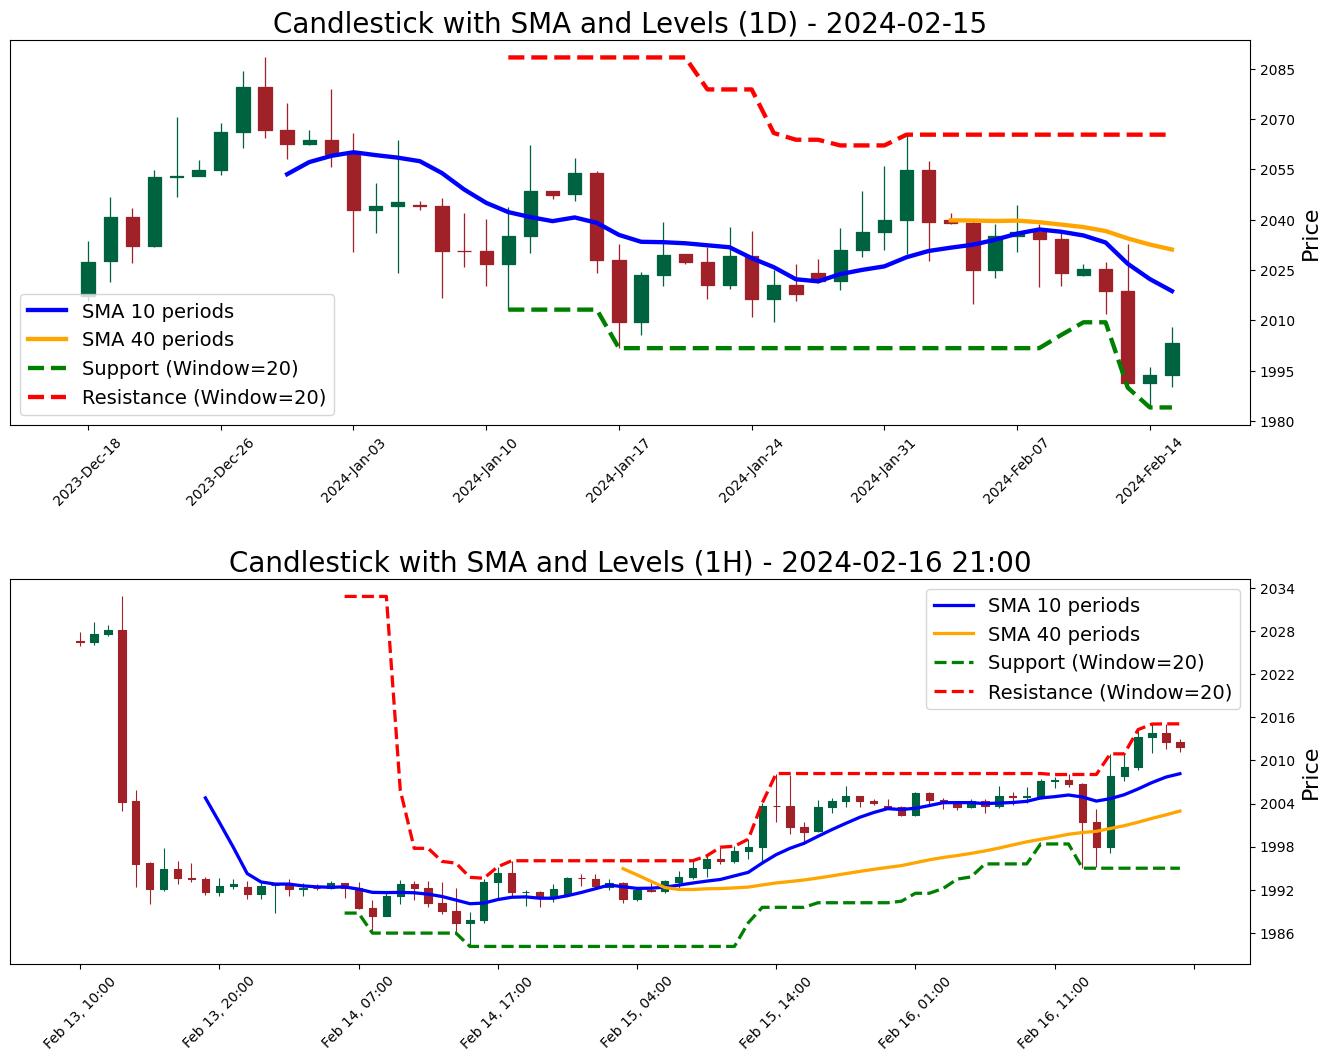 Candlestick with SMA and Levels (1D) - 2024-02-15
2085
2070
2055
2040
2025
2010
1995
1980
Price
SMA 10 periods
SMA 40 periods
Support (Window=20)
Resistance (Window=20)
2023-Dec-18
2023-Dec-26
2024-Jan-03
2024-Jan-10
2024-Jan-17
2024-Jan-24
2024-Jan-31
2024-Feb-07
2024-Feb-14
Candlestick with SMA and Levels (1H) - 2024-02-16 21:00
SMA 10 periods
SMA 40 periods
Support (Window=20)
Resistance (Window=20)
2034
2028
2022
2016
2010
2004
1998
1992
1986
Price
Feb 13, 10:00
Feb 13, 20:00
Feb 14, 07:00
Feb 14, 17:00
Feb 15, 04:00
Feb 15, 14:00
Feb 16, 01:00
Feb 16, 11:00